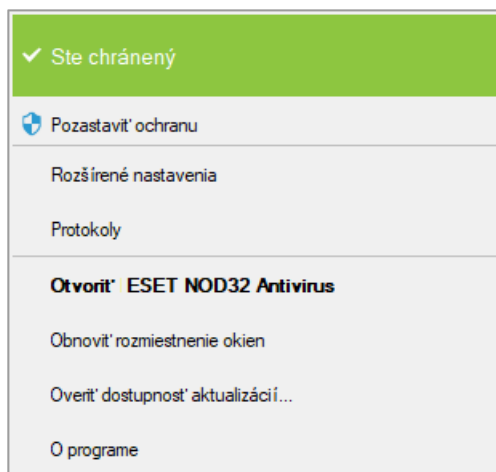 Ste chránený
Pozastaviť ochranu
Rozšírené nastavenia
Protokoly
Otvoriť ESET NOD32 Antivirus
Obnoviť rozmiestnenie okien
Overiť dostupnosť aktualizácií...
O programe